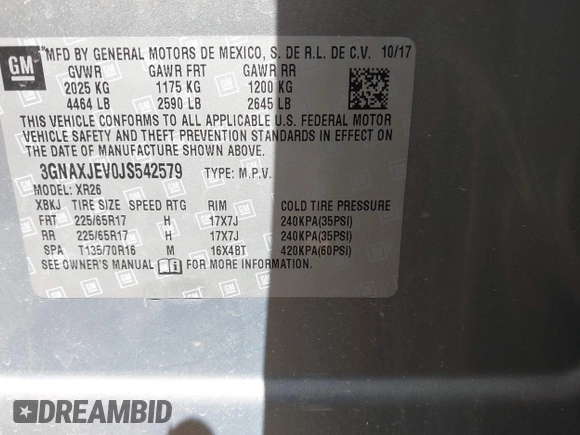 GM
MFD BY GENERAL MOTORS DE MEXICO, S. DE R.L. DE C.V. 10/17
GVWR GAWR FRT GAWR RR
2025 KG 1175 KG 1200 KG
4464 LB 2590 LB 2645 LB
THIS VEHICLE CONFORMS TO ALL APPLICABLE U.S. FEDERAL MOTOR
VEHICLE SAFETY AND THEFT PREVENTION STANDARDS IN EFFECT ON
THE DATE OF MANUFACTURE SHOWN ABOVE.
3GNAXJEV0JS542579 TYPE: M.P.V.
MODEL: XR26
XBKJ TIRE SIZE SPEED RTG RIM COLD TIRE PRESSURE
FRT 225/65R17 H 17X7J 240KPA(35PSI)
RR 225/65R17 H 17X7J 240KPA(35PSI)
SPA T135/70R16 M 16X4BT 420KPA(60PSI)
SEE OWNER'S MANUAL FOR MORE INFORMATION.
DREAMBID